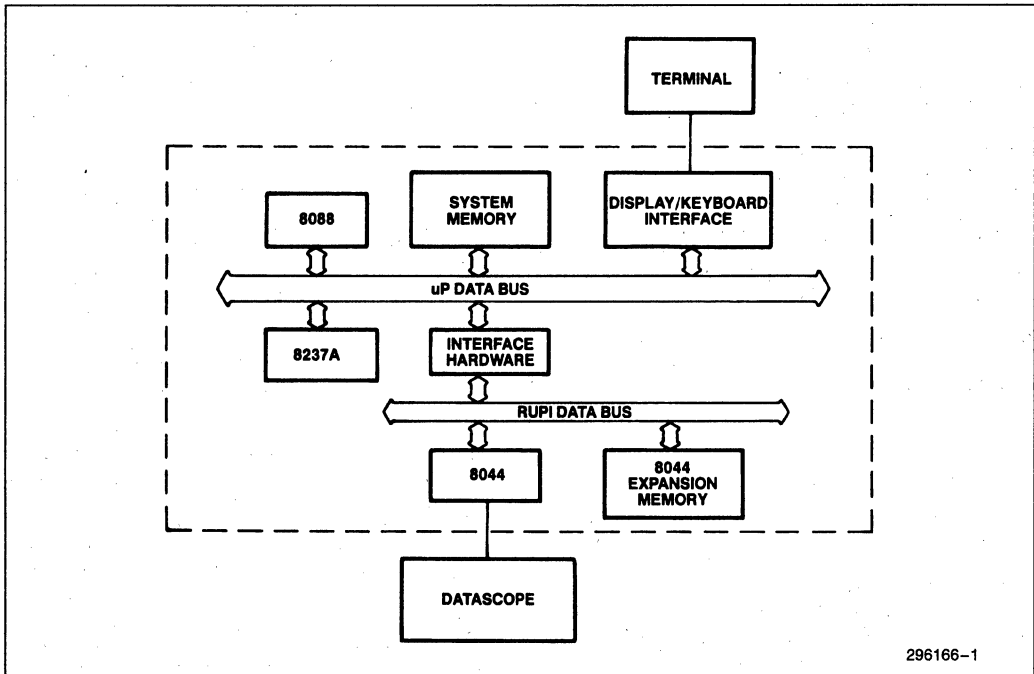 TERMINAL
8088
SYSTEM
MEMORY
DISPLAY/KEYBOARD
INTERFACE
uP DATA BUS
8237A
INTERFACE
HARDWARE
RUPI DATA BUS
8044
8044
EXPANSION
MEMORY
DATASCOPE
296166-1